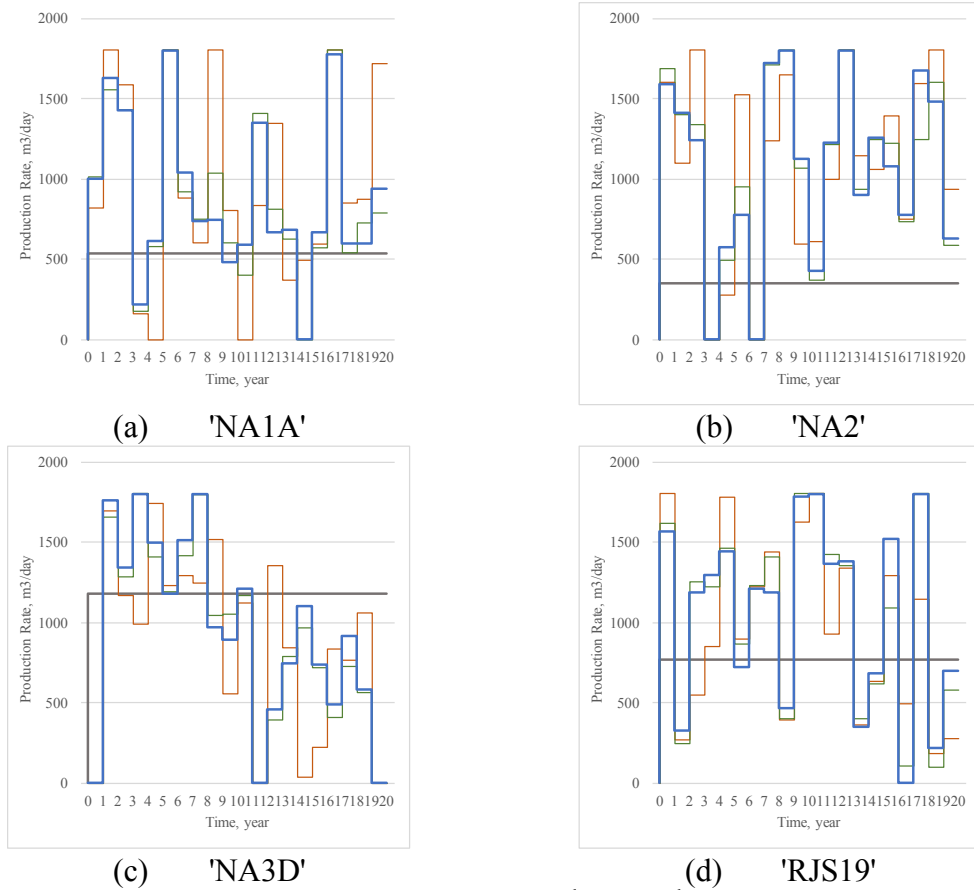 2000
1500
1000
500
0
Production Rate, m3/day
0 1 2 3 4 5 6 7 8 9 10 11 12 13 14 15 16 17 18 19 20
Time, year
(a) 'NA1A'
2000
1500
1000
500
0
Production Rate, m3/day
0 1 2 3 4 5 6 7 8 9 10 11 12 13 14 15 16 17 18 19 20
Time, year
(b) 'NA2'
2000
1500
1000
500
0
Production Rate, m3/day
0 1 2 3 4 5 6 7 8 9 10 11 12 13 14 15 16 17 18 19 20
Time, year
(c) 'NA3D'
2000
1500
1000
500
0
Production Rate, m3/day
0 1 2 3 4 5 6 7 8 9 10 11 12 13 14 15 16 17 18 19 20
Time, year
(d) 'RJS19'